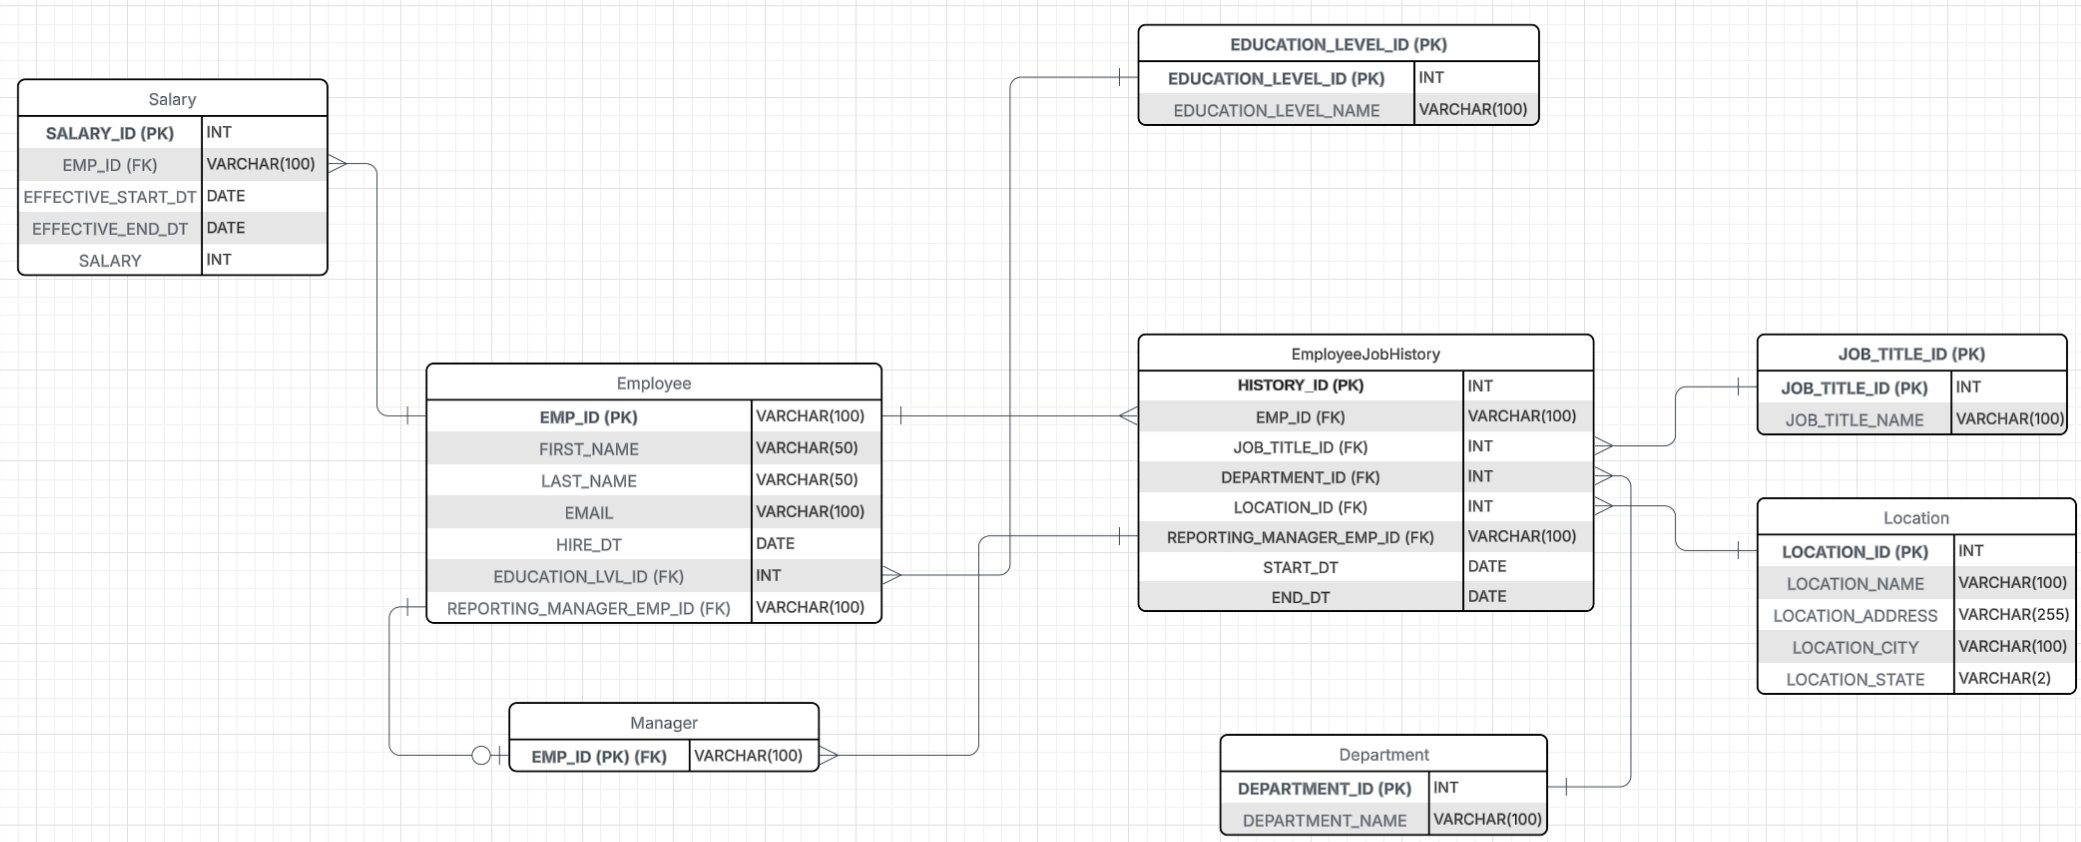 EDUCATION_LEVEL_ID (PK)
EDUCATION_LEVEL_ID (PK) INT
EDUCATION_LEVEL_NAME VARCHAR(100)
Salary
SALARY_ID (PK) INT
EMP_ID (FK) VARCHAR(100)
EFFECTIVE_START_DT DATE
EFFECTIVE_END_DT DATE
SALARY INT
Employee
EMP_ID (PK) VARCHAR(100)
FIRST_NAME VARCHAR(50)
LAST_NAME VARCHAR(50)
EMAIL VARCHAR(100)
HIRE_DT DATE
EDUCATION_LVL_ID (FK) INT
REPORTING_MANAGER_EMP_ID (FK) VARCHAR(100)
EmployeeJobHistory
HISTORY_ID (PK) INT
EMP_ID (FK) VARCHAR(100)
JOB_TITLE_ID (FK) INT
DEPARTMENT_ID (FK) INT
LOCATION_ID (FK) INT
REPORTING_MANAGER_EMP_ID (FK) VARCHAR(100)
START_DT DATE
END_DT DATE
JOB_TITLE_ID (PK)
JOB_TITLE_ID (PK) INT
JOB_TITLE_NAME VARCHAR(100)
Location
LOCATION_ID (PK) INT
LOCATION_NAME VARCHAR(100)
LOCATION_ADDRESS VARCHAR(255)
LOCATION_CITY VARCHAR(100)
LOCATION_STATE VARCHAR(2)
Manager
EMP_ID (PK) (FK) VARCHAR(100)
Department
DEPARTMENT_ID (PK) INT
DEPARTMENT_NAME VARCHAR(100)